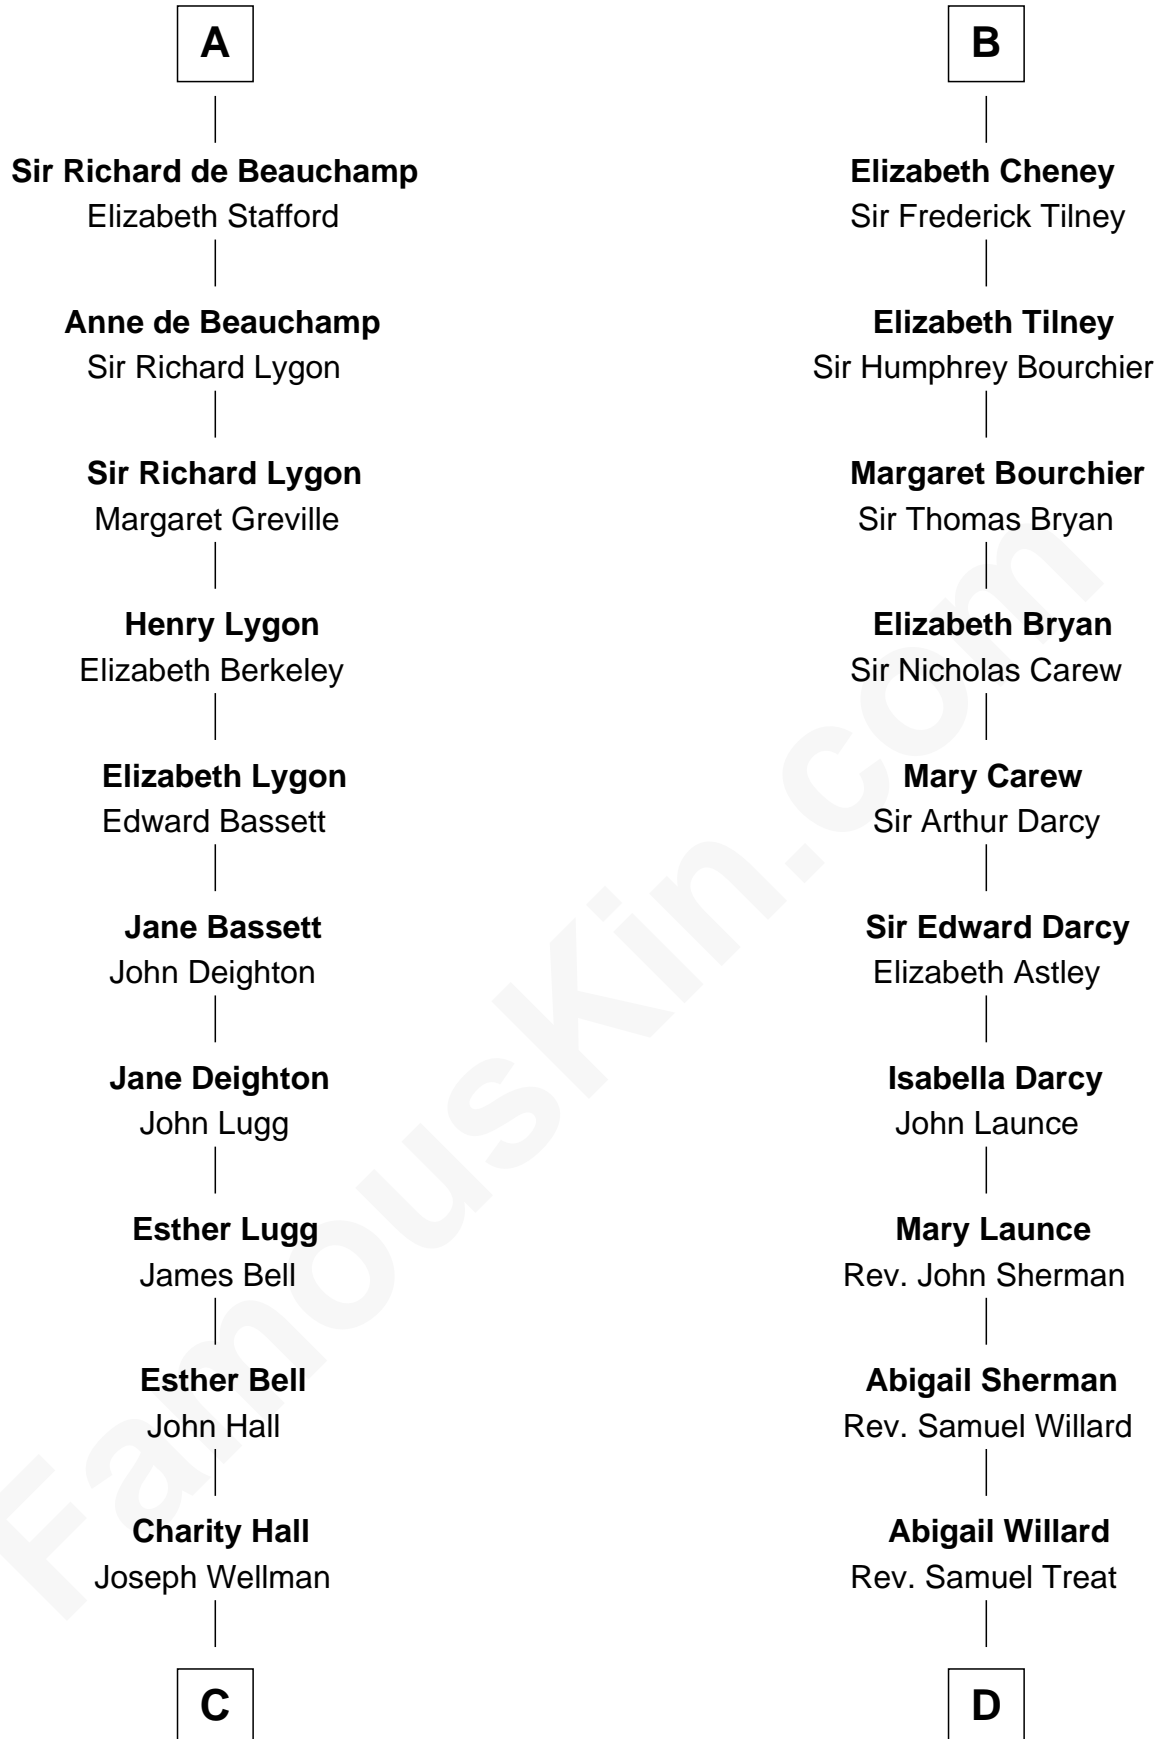 A
Sir Richard de Beauchamp
Elizabeth Stafford
Anne de Beauchamp
Sir Richard Lygon
Sir Richard Lygon
Margaret Greville
Henry Lygon
Elizabeth Berkeley
Elizabeth Lygon
Edward Bassett
Jane Bassett
John Deighton
Jane Deighton
John Lugg
Esther Lugg
James Bell
Esther Bell
John Hall
Charity Hall
Joseph Wellman
C
B
Elizabeth Cheney
Sir Frederick Tilney
Elizabeth Tilney
Sir Humphrey Bourchier
Margaret Bourchier
Sir Thomas Bryan
Elizabeth Bryan
Sir Nicholas Carew
Mary Carew
Sir Arthur Darcy
Sir Edward Darcy
Elizabeth Astley
Isabella Darcy
John Launce
Mary Launce
Rev. John Sherman
Abigail Sherman
Rev. Samuel Willard
Abigail Willard
Rev. Samuel Treat
D
FamousKin.com